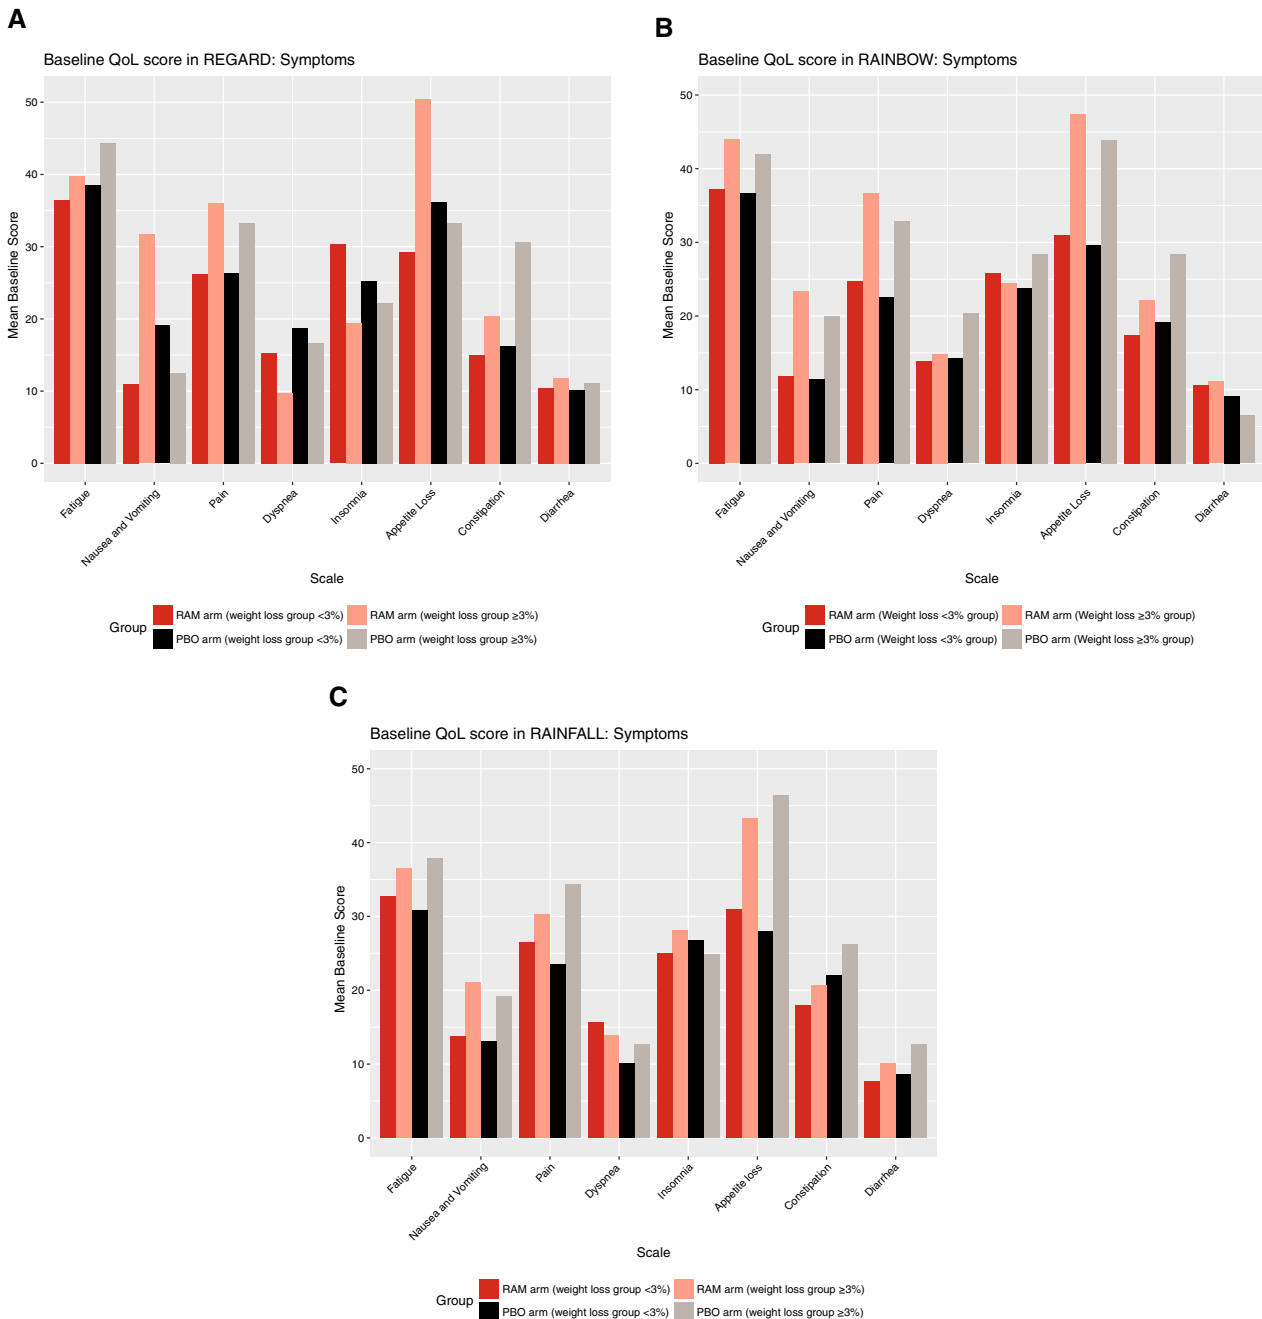 A
Baseline QoL score in REGARD: Symptoms
Mean Baseline Score
50
40
30
20
10
0
Fatigue
Nausea and Vomiting
Pain
Dyspnea
Insomnia
Appetite Loss
Constipation
Diarrhea
Scale
Group
RAM arm (weight loss group <3%) RAM arm (weight loss group ≥3%)
PBO arm (weight loss group <3%) PBO arm (weight loss group ≥3%)
B
Baseline QoL score in RAINBOW: Symptoms
Mean Baseline Score
50
40
30
20
10
0
Fatigue
Nausea and Vomiting
Pain
Dyspnea
Insomnia
Appetite Loss
Constipation
Diarrhea
Scale
Group
RAM arm (Weight loss <3% group) RAM arm (Weight loss ≥3% group)
PBO arm (Weight loss <3% group) PBO arm (Weight loss ≥3% group)
C
Baseline QoL score in RAINFALL: Symptoms
Mean Baseline Score
50
40
30
20
10
0
Fatigue
Nausea and Vomiting
Pain
Dyspnea
Insomnia
Appetite loss
Constipation
Diarrhea
Scale
Group
RAM arm (weight loss group <3%) RAM arm (weight loss group ≥3%)
PBO arm (weight loss group <3%) PBO arm (weight loss group ≥3%)